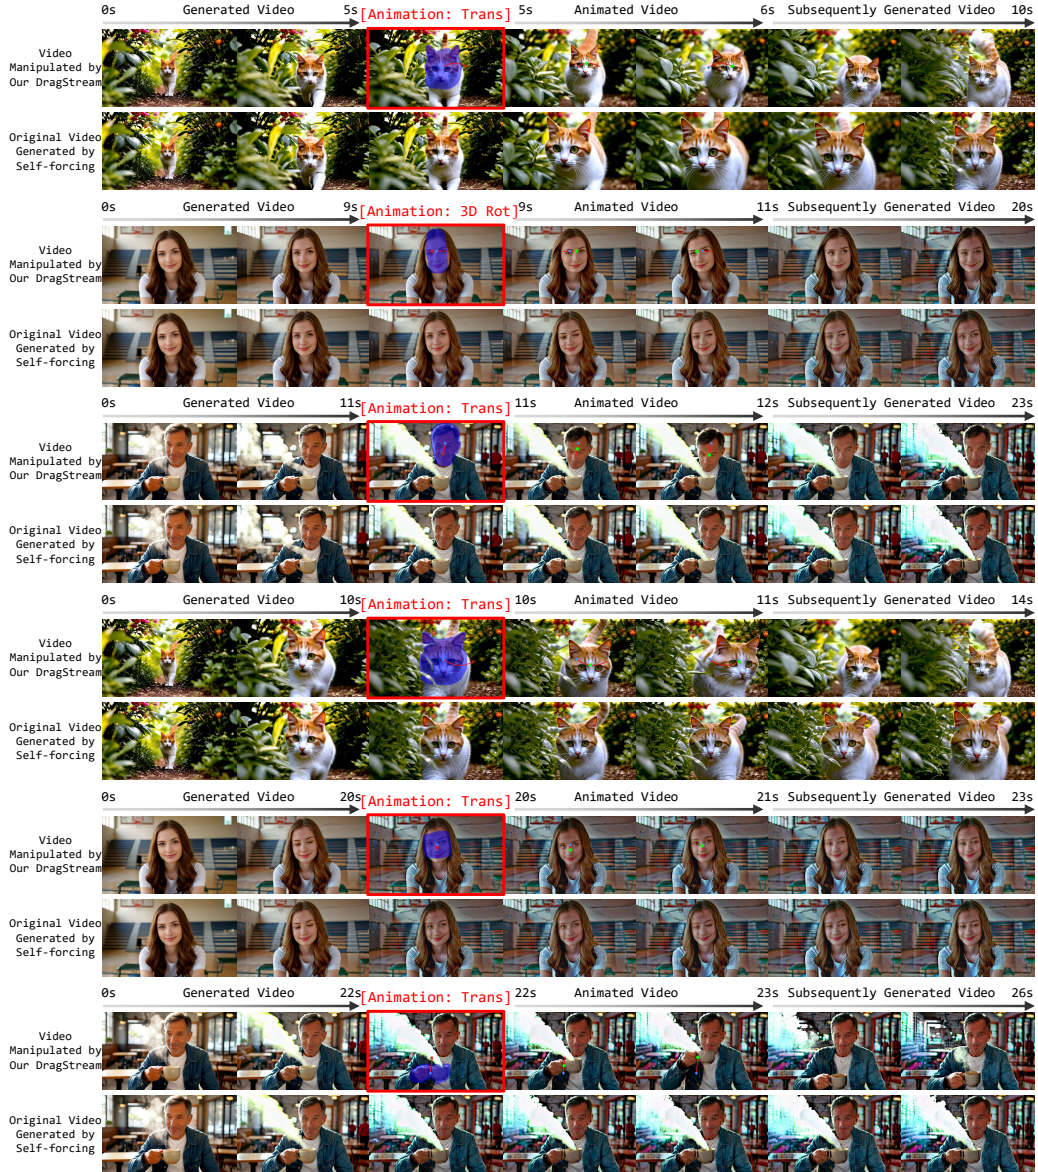 0s Generated Video 5s [Animation: Trans] 5s Animated Video 6s Subsequently Generated Video 10s
Video
Manipulated by
Our DragStream
Original Video
Generated by
Self-forcing
0s Generated Video 9s [Animation: 3D Rot] 9s Animated Video 11s Subsequently Generated Video 20s
Video
Manipulated by
Our DragStream
Original Video
Generated by
Self-forcing
0s Generated Video 11s [Animation: Trans] 11s Animated Video 12s Subsequently Generated Video 23s
Video
Manipulated by
Our DragStream
Original Video
Generated by
Self-forcing
0s Generated Video 10s [Animation: Trans] 10s Animated Video 11s Subsequently Generated Video 14s
Video
Manipulated by
Our DragStream
Original Video
Generated by
Self-forcing
0s Generated Video 20s [Animation: Trans] 20s Animated Video 21s Subsequently Generated Video 23s
Video
Manipulated by
Our DragStream
Original Video
Generated by
Self-forcing
0s Generated Video 22s [Animation: Trans] 22s Animated Video 23s Subsequently Generated Video 26s
Video
Manipulated by
Our DragStream
Original Video
Generated by
Self-forcing